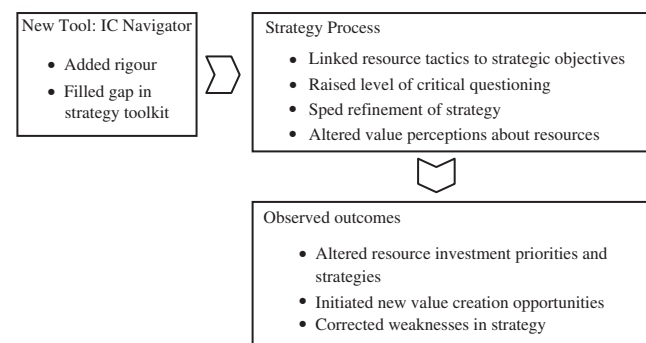 New Tool: IC Navigator
• Added rigour
• Filled gap in
strategy toolkit
Strategy Process
• Linked resource tactics to strategic objectives
• Raised level of critical questioning
• Sped refinement of strategy
• Altered value perceptions about resources
Observed outcomes
• Altered resource investment priorities and
strategies
• Initiated new value creation opportunities
• Corrected weaknesses in strategy